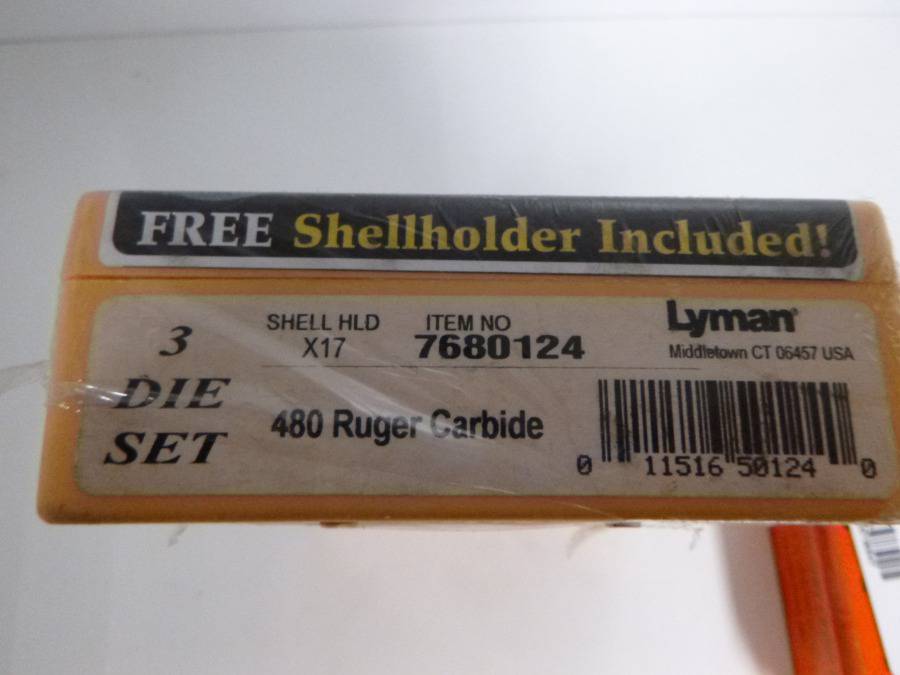 FREE Shellholder Included!
3
DIE
SET
SHELL HLD
X17
ITEM NO
7680124
480 Ruger Carbide
Lyman®
Middletown CT 06457 USA
0 11516 50124 0